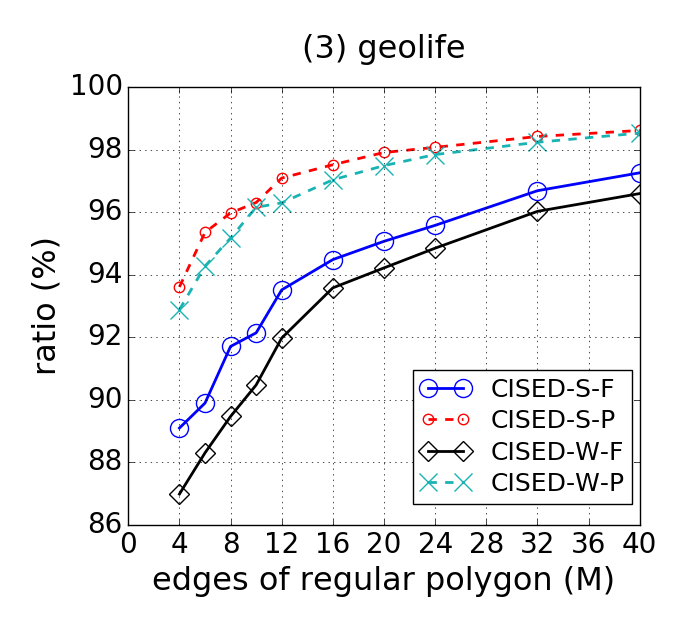 (3) geolife
100
98
96
94
92
90
88
86
ratio (%)
CISED-S-F
CISED-S-P
CISED-W-F
CISED-W-P
0 4 8 12 16 20 24 28 32 36 40
edges of regular polygon (M)